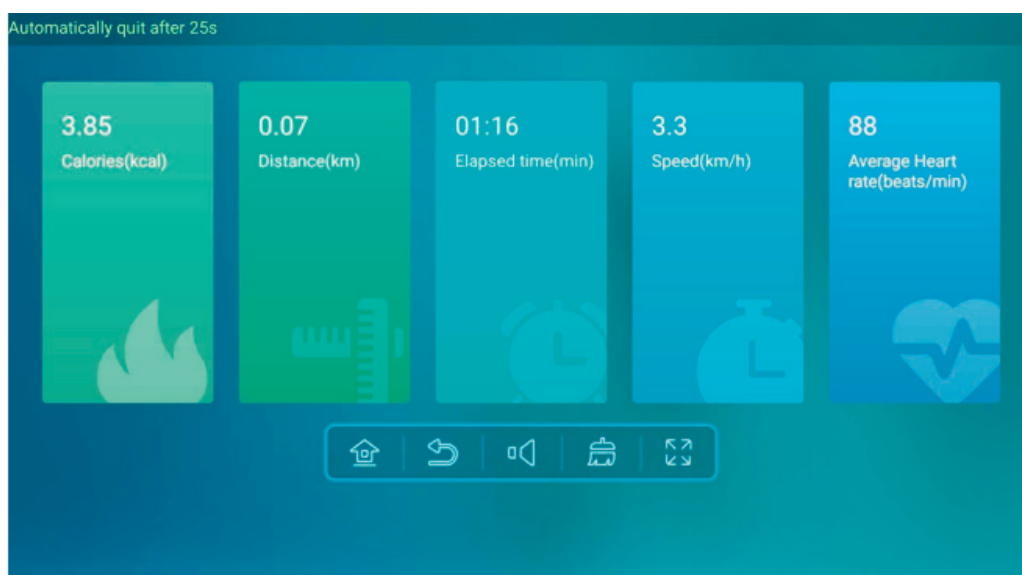 Automatically quit after 25s
3.85
Calories(kcal)
0.07
Distance(km)
01:16
Elapsed time(min)
3.3
Speed(km/h)
88
Average Heart
rate(beats/min)